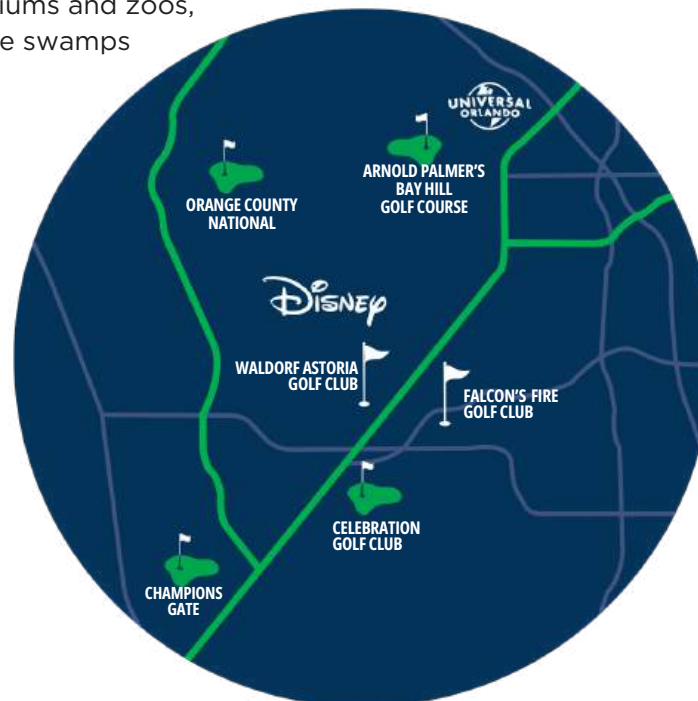 iums and zoos,
e swamps
UNIVERSAL
ORLANDO
ARNOLD PALMER'S
BAY HILL
GOLF COURSE
ORANGE COUNTY
NATIONAL
Disney
WALDORF ASTORIA
GOLF CLUB
FALCON'S FIRE
GOLF CLUB
CELEBRATION
GOLF CLUB
CHAMPIONS
GATE